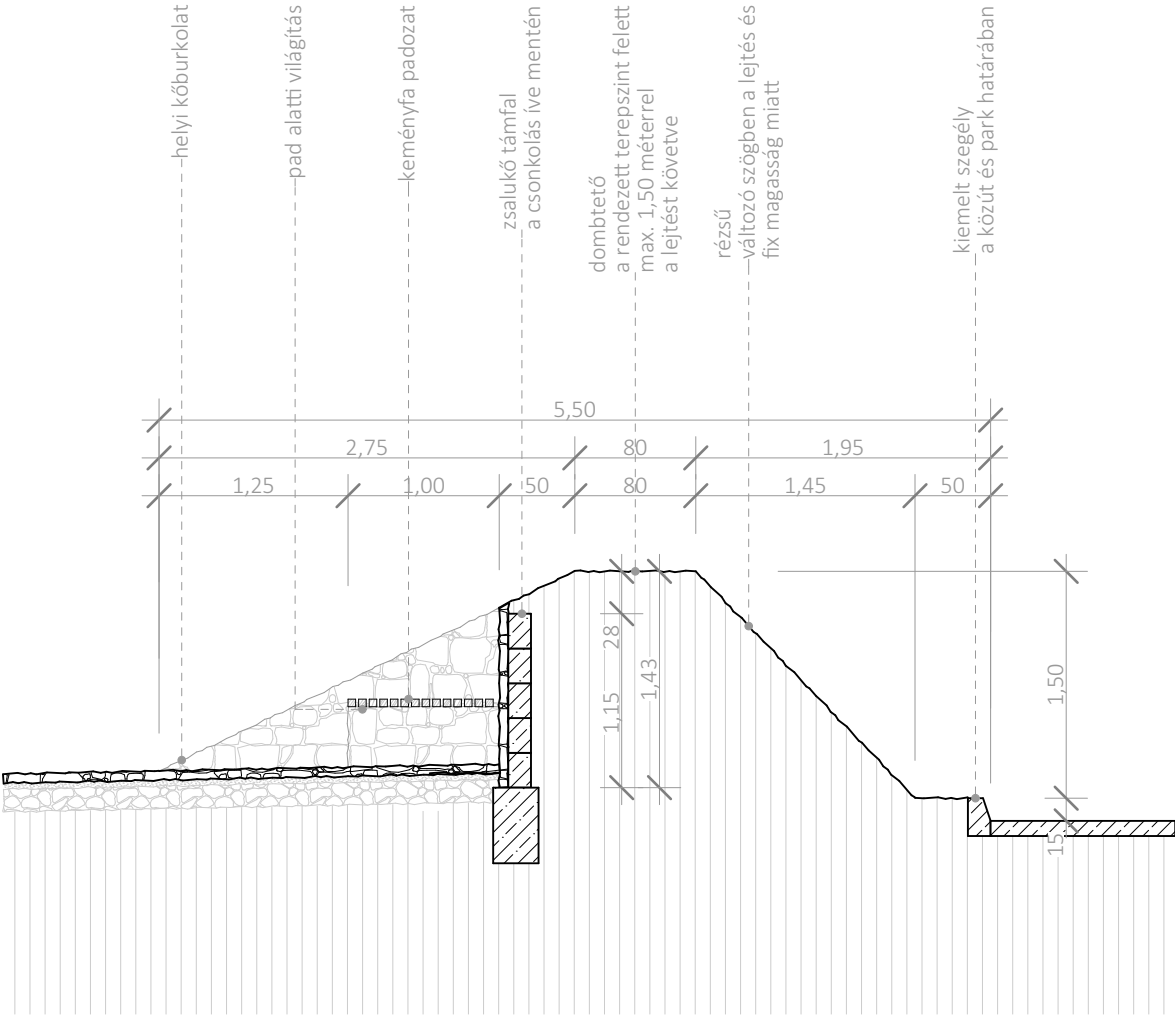 helyi kőburkolat
pad alatti világítás
keményfa padozat
zsalukő támfal
a csonkolás íve mentén
dombtető
a rendezett terepszint felett
max. 1,50 méterrel
a lejtést követve
rézsű
változó szögben a lejtés és
fix magasság miatt
kiemelt szegély
a közút és park határában
5,50
2,75
80
1,95
1,25
1,00
50
80
1,45
50
28
1,15
1,43
1,50
15